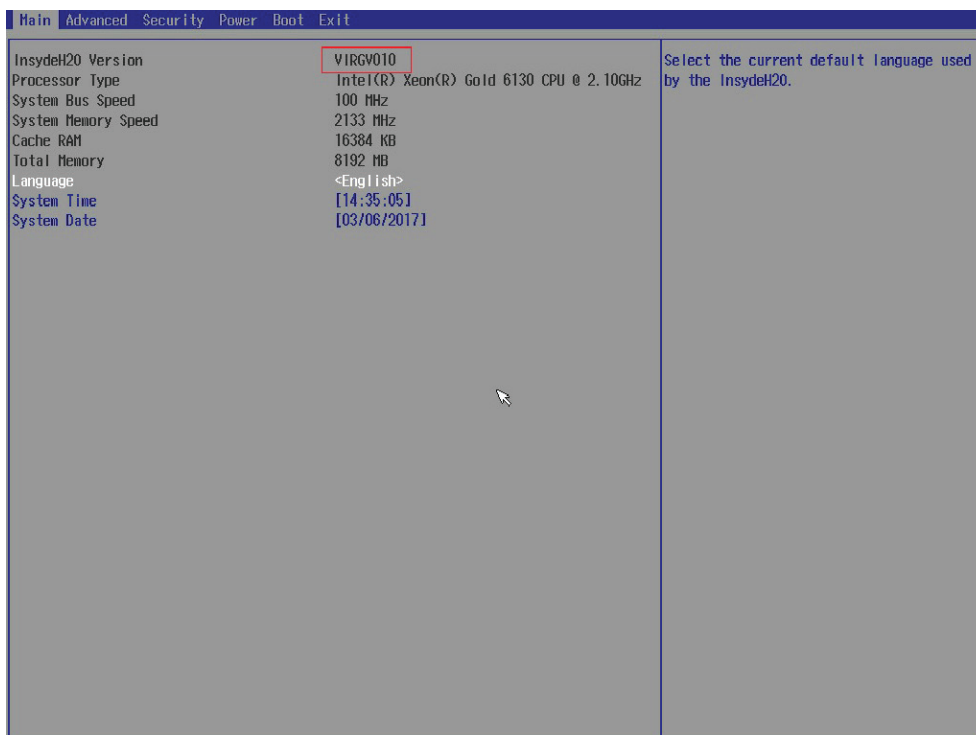 Main Advanced Security Power Boot Exit
InsydeH2O Version VIRGV010
Processor Type Intel(R) Xeon(R) Gold 6130 CPU @ 2.10GHz
System Bus Speed 100 MHz
System Memory Speed 2133 MHz
Cache RAM 16384 KB
Total Memory 8192 MB
Language <English>
System Time [14:35:05]
System Date [03/06/2017]
Select the current default language used
by the InsydeH2O.